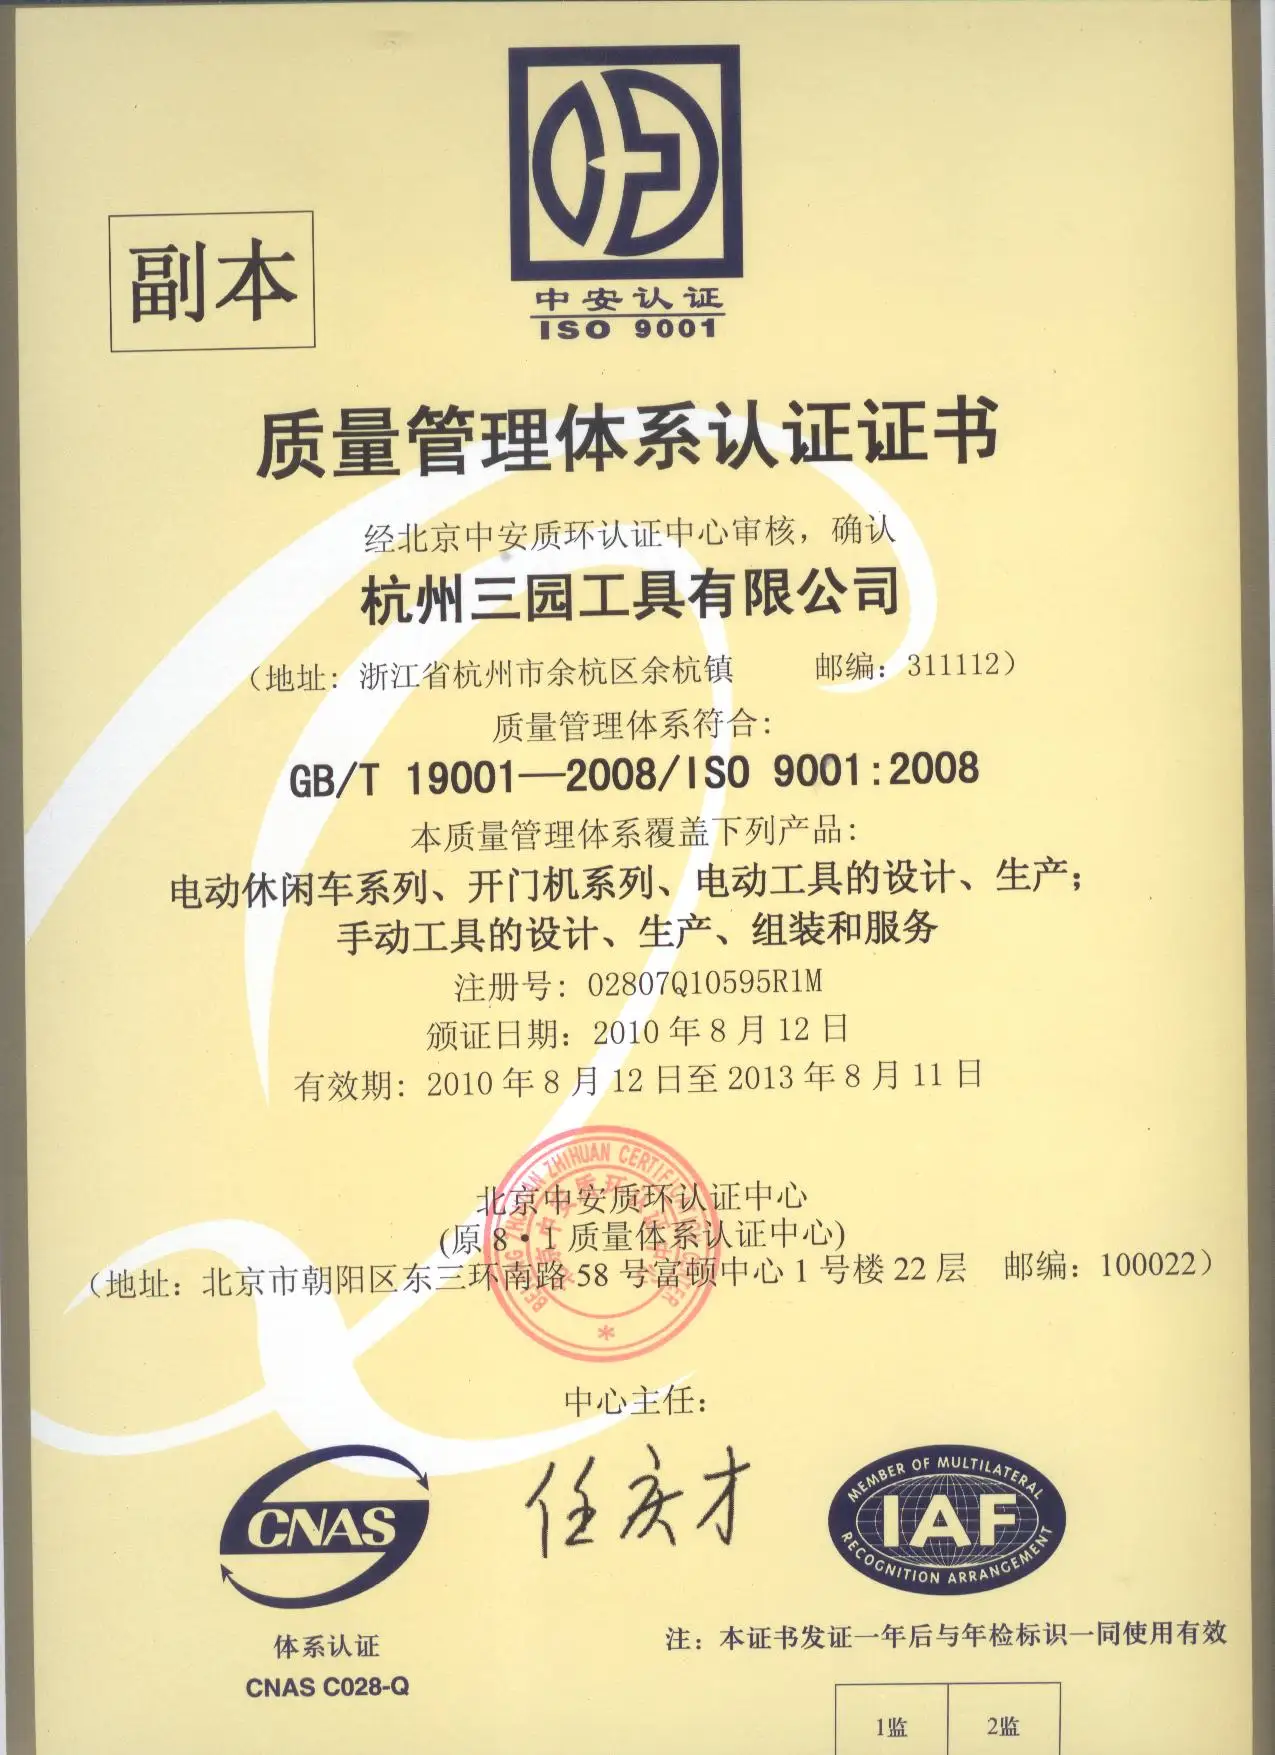 中安认证
ISO 9001
副本
质量管理体系认证证书
经北京中安质环认证中心审核，确认
杭州三园工具有限公司
（地址：浙江省杭州市余杭区余杭镇 邮编：311112）
质量管理体系符合：
GB/T 19001—2008/ISO 9001:2008
本质量管理体系覆盖下列产品：
电动休闲车系列、开门机系列、电动工具的设计、生产；
手动工具的设计、生产、组装和服务
注册号：02807Q10595R1M
颁证日期：2010年8月12日
有效期：2010年8月12日至2013年8月11日
北京中安质环认证中心
(原8·1质量体系认证中心)
（地址：北京市朝阳区东三环南路58号富顿中心1号楼22层 邮编：100022）
中心主任：
任庆才
CNAS
体系认证
CNAS C028-Q
MEMBER OF MULTILATERAL
IAF
RECOGNITION ARRANGEMENT
注：本证书发证一年后与年检标识一同使用有效
1监 2监